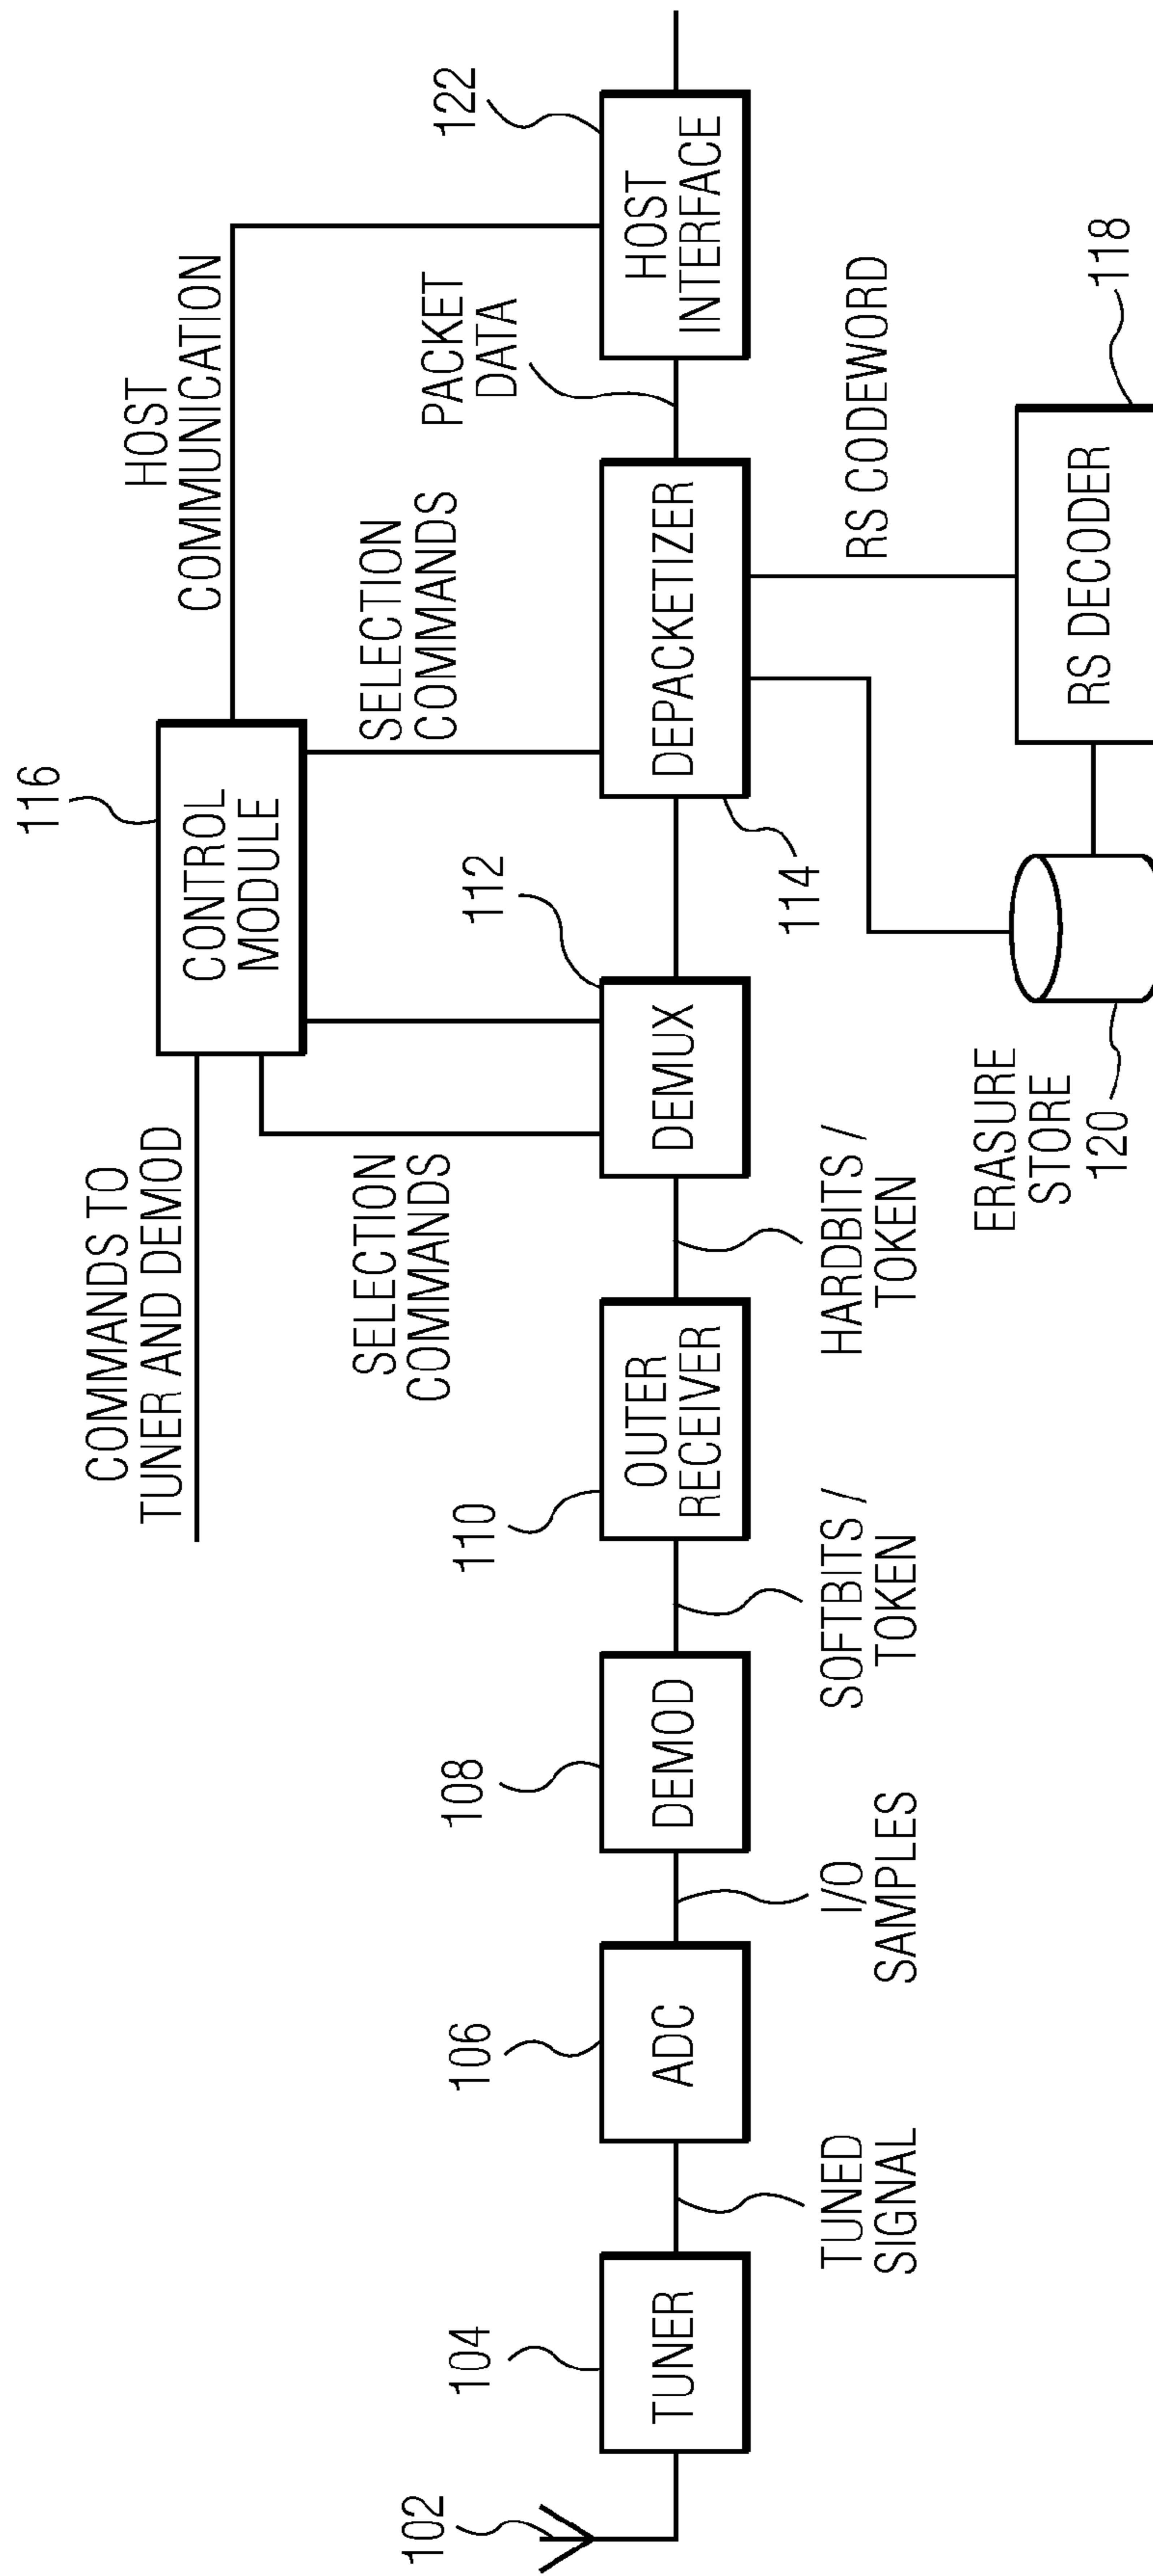 116
CONTROL
MODULE
COMMANDS TO
TUNER AND DEMOD
HOST
COMMUNICATION
SELECTION
COMMANDS
SELECTION
COMMANDS
102
104
TUNER
TUNED
SIGNAL
106
ADC
I/O
SAMPLES
108
DEMOD
SOFTBITS /
TOKEN
110
OUTER
RECEIVER
HARDBITS /
TOKEN
112
DEMUX
114
DEPACKETIZER
PACKET
DATA
122
HOST
INTERFACE
RS CODEWORD
ERASURE
STORE
120
RS DECODER
118